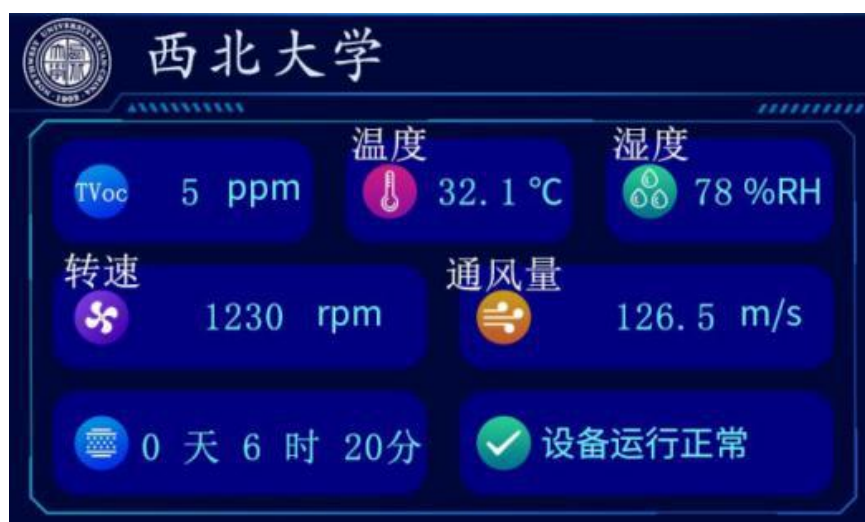 西北大学
温度
湿度
TVoc 5 ppm
32.1 ℃
78 %RH
转速
通风量
1230 rpm
126.5 m/s
0 天 6 时 20分
设备运行正常